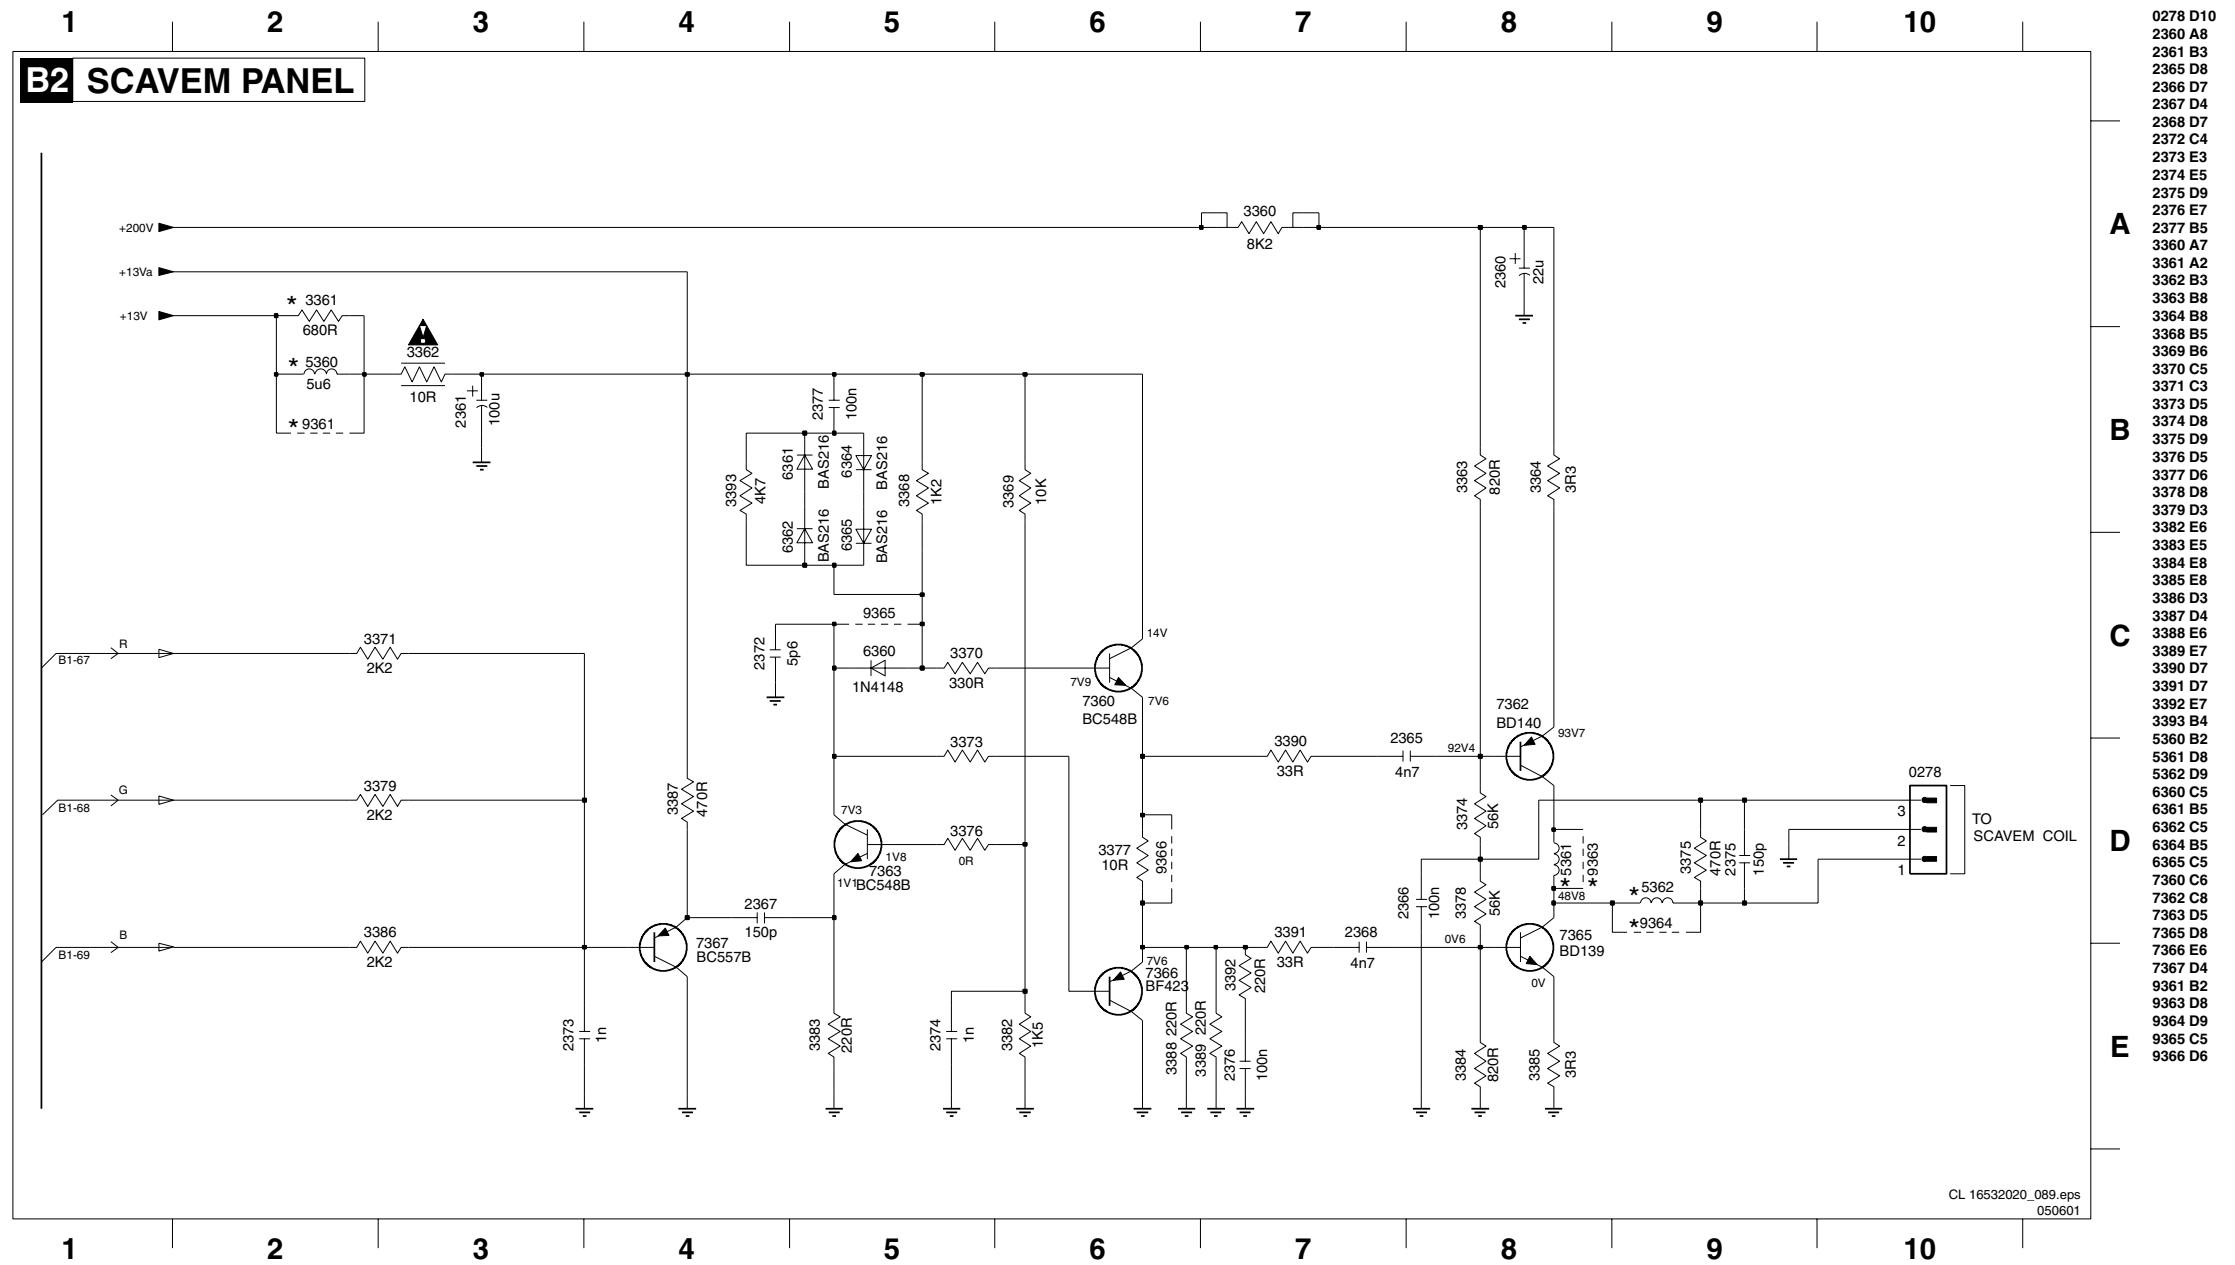 1 2 3 4 5 6 7 8 9 10
B2 SCAVEM PANEL
+200V
3360
8K2
A
+13Va
2360
+
22u
* 3361
+13V
680R
3362
* 5360
5u6
10R
2361
+
100u
* 9361
2377
100n
B
6361
BAS216
6364
BAS216
3393
4K7
3368
1K2
3369
10K
3363
820R
3364
3R3
6362
BAS216
6365
BAS216
9365
R
B1-67
3371
2K2
2372
5p6
6360
1N4148
3370
330R
14V
7V9
7360
BC548B
7V6
C
7362
BD140
93V7
3373
3390
33R
2365
4n7
92V4
G
B1-68
3379
2K2
3387
470R
7V3
3376
0R
1V8
7363
BC548B
1V1
3377
10R
9366
3374
56K
0278
3
2
1
TO
SCAVEM COIL
D
*5361
*9363
3375
470R
2375
150p
2367
150p
2366
100n
3378
56K
48V8
*5362
*9364
B
B1-69
3386
2K2
7367
BC557B
7V6
7366
BF423
3391
33R
2368
4n7
0V6
7365
BD139
0V
3392
220R
2373
1n
3383
220R
2374
1n
3382
1K5
3388 220R
3389 220R
2376
100n
3384
820R
3385
3R3
E
CL 16532020_089.eps
050601
1 2 3 4 5 6 7 8 9 10
0278 D10
2360 A8
2361 B3
2365 D8
2366 D7
2367 D4
2368 D7
2372 C4
2373 E3
2374 E5
2375 D9
2376 E7
2377 B5
3360 A7
3361 A2
3362 B3
3363 B8
3364 B8
3368 B5
3369 B6
3370 C5
3371 C3
3373 D5
3374 D8
3375 D9
3376 D5
3377 D6
3378 D8
3379 D3
3382 E6
3383 E5
3384 E8
3385 E8
3386 D3
3387 D4
3388 E6
3389 E7
3390 D7
3391 D7
3392 E7
3393 B4
5360 B2
5361 D8
5362 D9
6360 C5
6361 B5
6362 C5
6364 B5
6365 C5
7360 C6
7362 C8
7363 D5
7365 D8
7366 E6
7367 D4
9361 B2
9363 D8
9364 D9
9365 C5
9366 D6